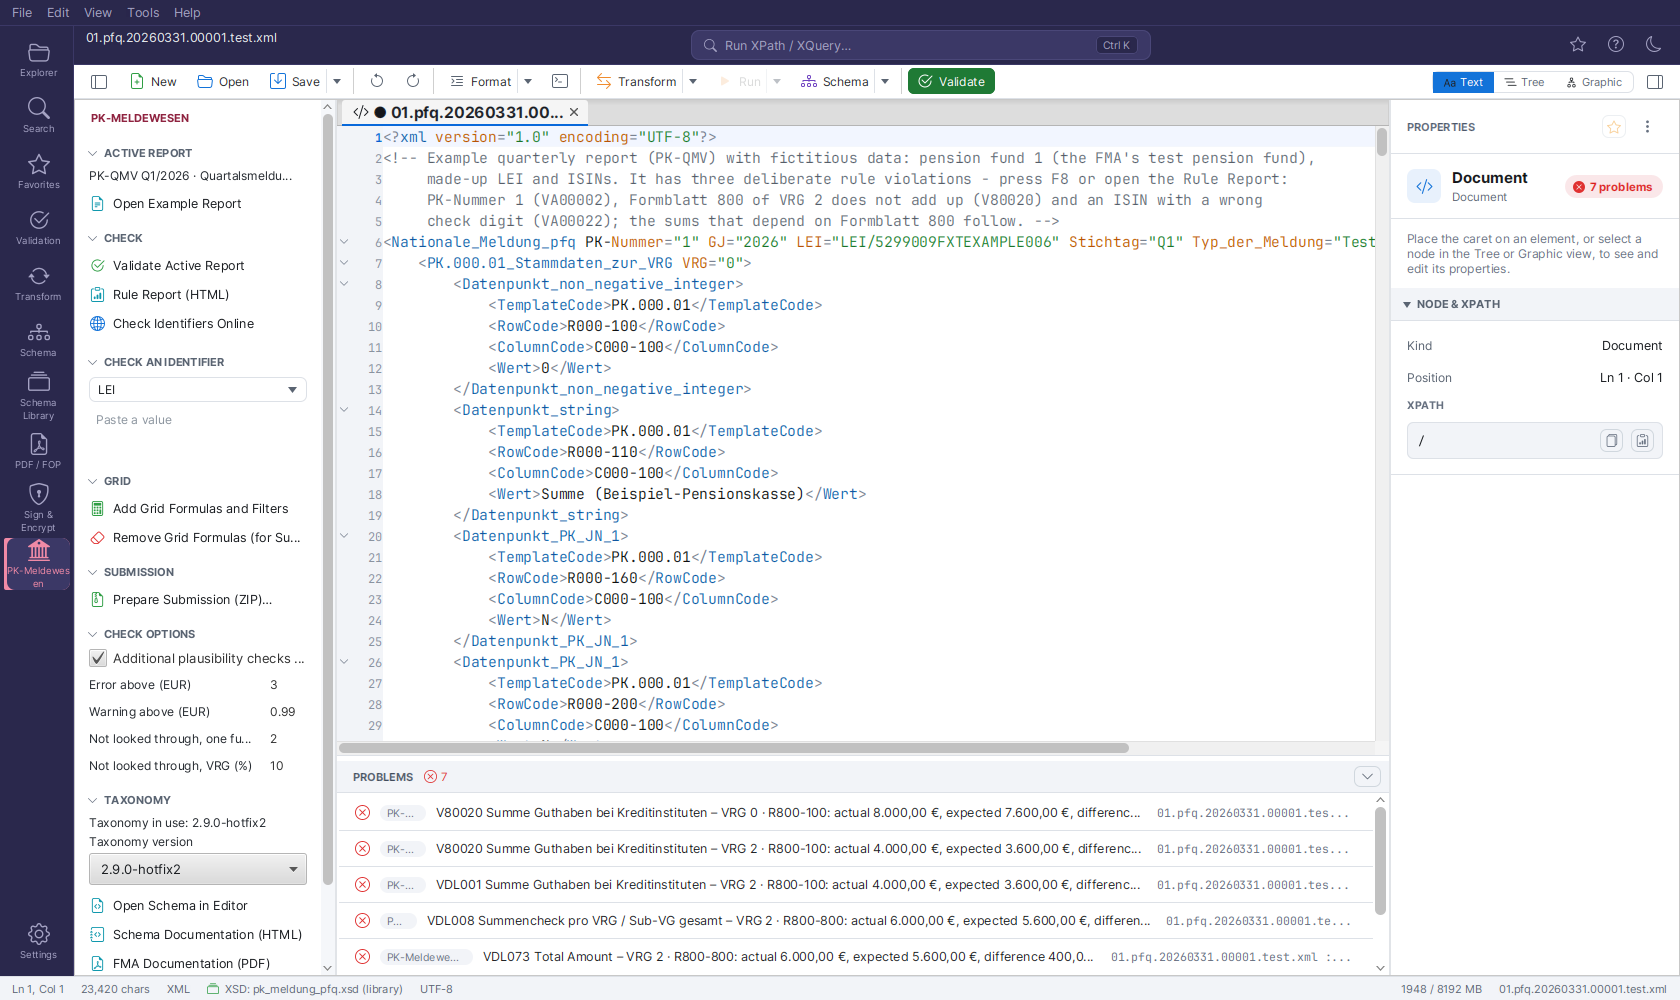 File Edit View Tools Help
01.pfq.20260331.00001.test.xml
Run XPath / XQuery... Ctrl K
New Open Save Format Transform Run Schema Validate Aa Text Tree Graphic
Explorer
Search
Favorites
Validation
Transform
Schema
Schema
Library
PDF / FOP
Sign &
Encrypt
PK-Meldewes
en
Settings
PK-MELDEWESEN
ACTIVE REPORT
PK-QMV Q1/2026 · Quartalsmeldu...
Open Example Report
CHECK
Validate Active Report
Rule Report (HTML)
Check Identifiers Online
CHECK AN IDENTIFIER
LEI
Paste a value
GRID
Add Grid Formulas and Filters
Remove Grid Formulas (for Su...
SUBMISSION
Prepare Submission (ZIP)...
CHECK OPTIONS
Additional plausibility checks ...
Error above (EUR) 3
Warning above (EUR) 0.99
Not looked through, one fu... 2
Not looked through, VRG (%) 10
TAXONOMY
Taxonomy in use: 2.9.0-hotfix2
Taxonomy version
2.9.0-hotfix2
Open Schema in Editor
Schema Documentation (HTML)
FMA Documentation (PDF)
</> ● 01.pfq.20260331.00... ×
1 <?xml version="1.0" encoding="UTF-8"?>
2 <!-- Example quarterly report (PK-QMV) with fictitious data: pension fund 1 (the FMA's test pension fund),
3 made-up LEI and ISINs. It has three deliberate rule violations - press F8 or open the Rule Report:
4 PK-Nummer 1 (VA00002), Formblatt 800 of VRG 2 does not add up (V80020) and an ISIN with a wrong
5 check digit (VA00022); the sums that depend on Formblatt 800 follow. -->
6 <Nationale_Meldung_pfq PK-Nummer="1" GJ="2026" LEI="LEI/5299009FXTEXAMPLE006" Stichtag="Q1" Typ_der_Meldung="Test
7 <PK.000.01_Stammdaten_zur_VRG VRG="0">
8 <Datenpunkt_non_negative_integer>
9 <TemplateCode>PK.000.01</TemplateCode>
10 <RowCode>R000-100</RowCode>
11 <ColumnCode>C000-100</ColumnCode>
12 <Wert>0</Wert>
13 </Datenpunkt_non_negative_integer>
14 <Datenpunkt_string>
15 <TemplateCode>PK.000.01</TemplateCode>
16 <RowCode>R000-110</RowCode>
17 <ColumnCode>C000-100</ColumnCode>
18 <Wert>Summe (Beispiel-Pensionskasse)</Wert>
19 </Datenpunkt_string>
20 <Datenpunkt_PK_JN_1>
21 <TemplateCode>PK.000.01</TemplateCode>
22 <RowCode>R000-160</RowCode>
23 <ColumnCode>C000-100</ColumnCode>
24 <Wert>N</Wert>
25 </Datenpunkt_PK_JN_1>
26 <Datenpunkt_PK_JN_1>
27 <TemplateCode>PK.000.01</TemplateCode>
28 <RowCode>R000-200</RowCode>
29 <ColumnCode>C000-100</ColumnCode>
PROBLEMS 7
PK-... V80020 Summe Guthaben bei Kreditinstituten – VRG 0 · R800-100: actual 8.000,00 €, expected 7.600,00 €, differenc... 01.pfq.20260331.00001.tes...
PK-... V80020 Summe Guthaben bei Kreditinstituten – VRG 2 · R800-100: actual 4.000,00 €, expected 3.600,00 €, differenc... 01.pfq.20260331.00001.tes...
PK-... VDL001 Summe Guthaben bei Kreditinstituten – VRG 2 · R800-100: actual 4.000,00 €, expected 3.600,00 €, differenc... 01.pfq.20260331.00001.tes...
P... VDL008 Summencheck pro VRG / Sub-VG gesamt – VRG 2 · R800-800: actual 6.000,00 €, expected 5.600,00 €, differen... 01.pfq.20260331.00001.te...
PK-Meldewe... VDL073 Total Amount – VRG 2 · R800-800: actual 6.000,00 €, expected 5.600,00 €, difference 400,0... 01.pfq.20260331.00001.test.xml :...
PROPERTIES
</> Document
Document
7 problems
Place the caret on an element, or select a
node in the Tree or Graphic view, to see and
edit its properties.
NODE & XPATH
Kind Document
Position Ln 1 · Col 1
XPATH
/
Ln 1, Col 1 23,420 chars XML XSD: pk_meldung_pfq.xsd (library) UTF-8 1948 / 8192 MB 01.pfq.20260331.00001.test.xml